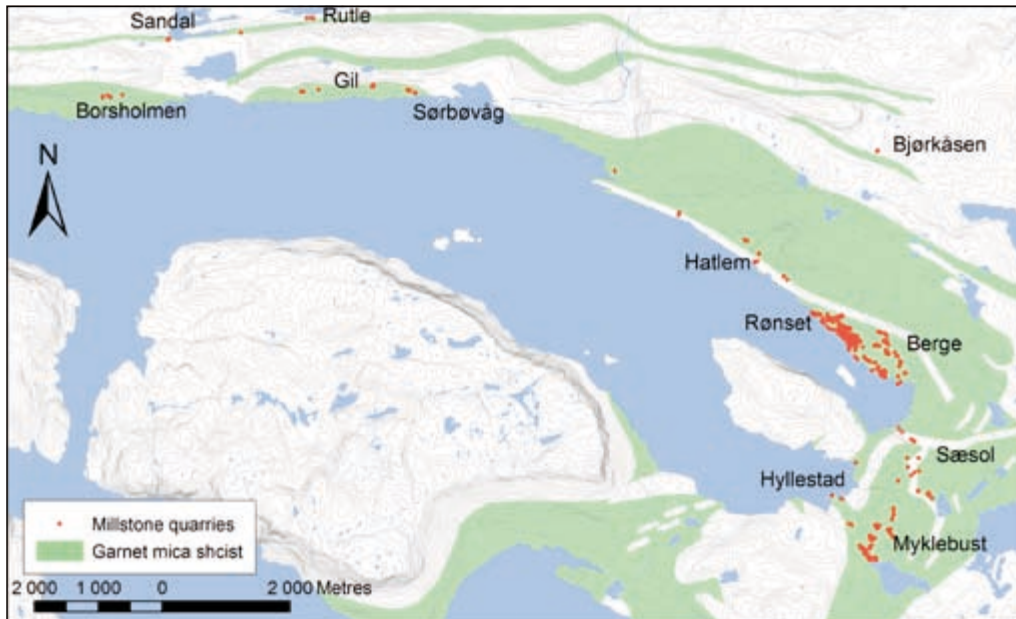 Sandal
Rutle
Gil
Borsholmen
Sørbøvåg
Bjørkåsen
N
Hatlem
Rønset
Berge
Sæsol
Hyllestad
Myklebust
Millstone quarries
Garnet mica shcist
2 000 1 000 0 2 000 Metres